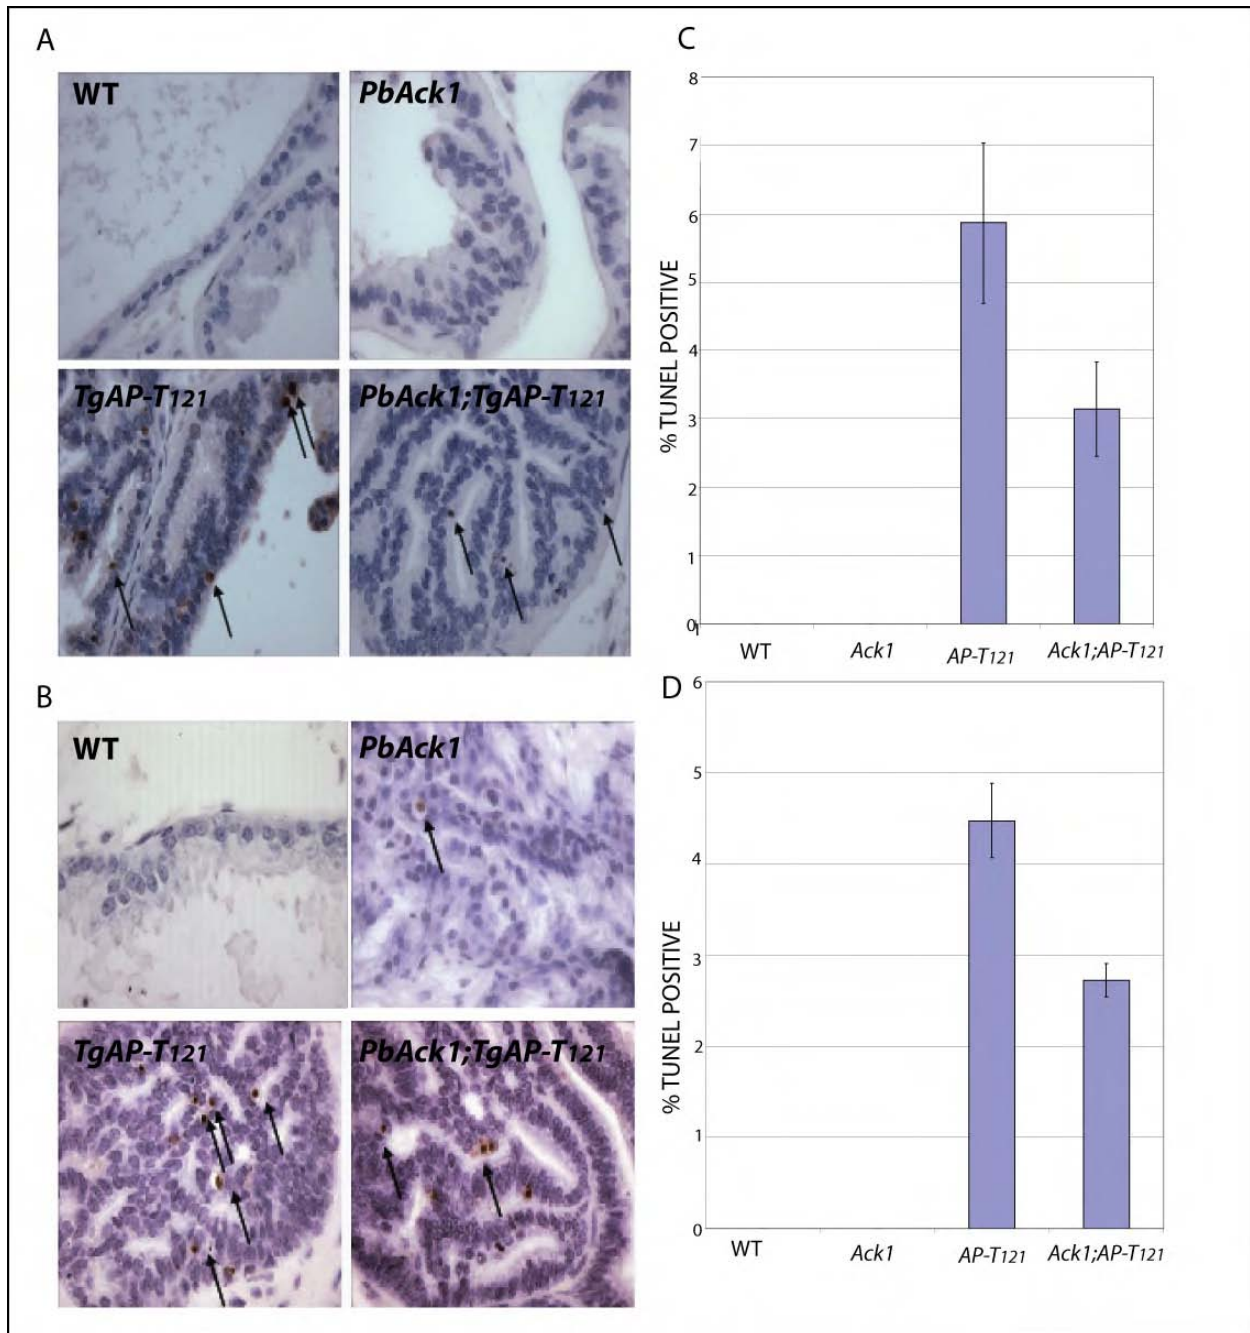 A
WT
PbAck1
TgAP-T121
PbAck1;TgAP-T121
B
WT
PbAck1
TgAP-T121
PbAck1;TgAP-T121
C
% TUNEL POSITIVE
8
7
6
5
4
3
2
1
0
WT
Ack1
AP-T121
Ack1;AP-T121
D
% TUNEL POSITIVE
6
5
4
3
2
1
0
WT
Ack1
AP-T121
Ack1;AP-T121